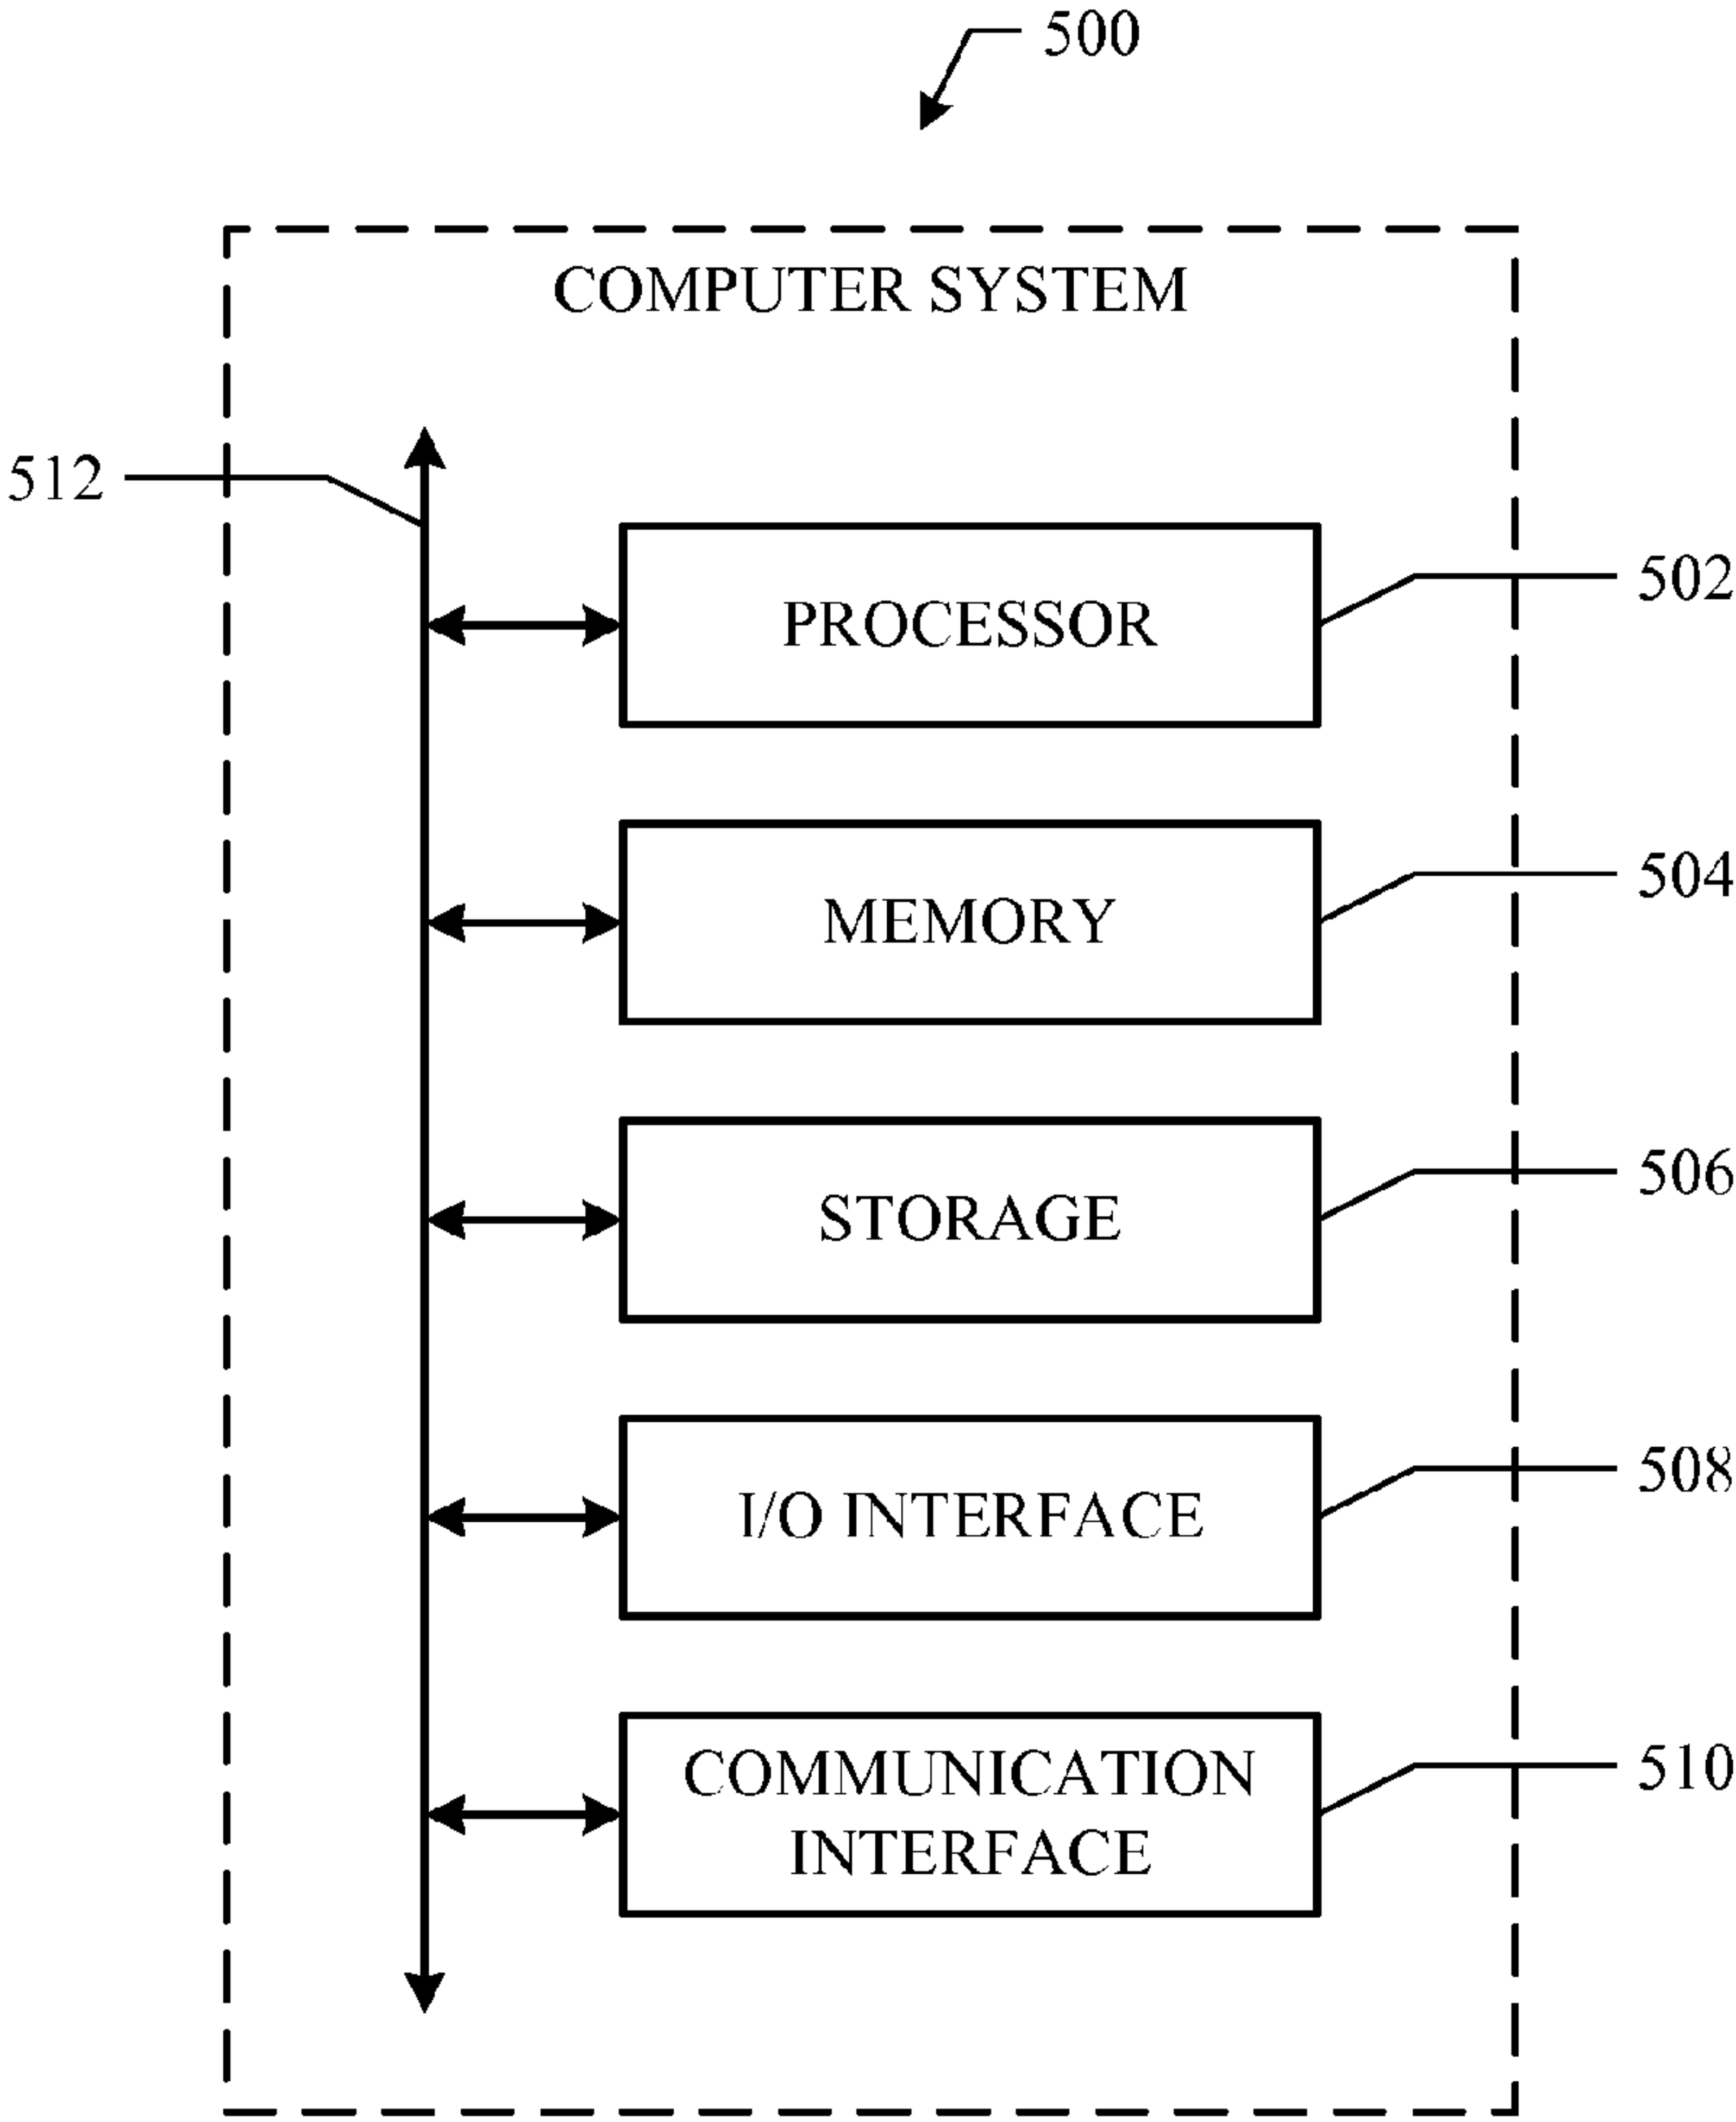 500
COMPUTER SYSTEM
512
PROCESSOR
502
MEMORY
504
STORAGE
506
I/O INTERFACE
508
COMMUNICATION
INTERFACE
510